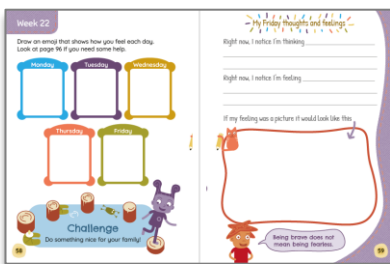 Week 22
Draw an emoji that shows how you feel each day.
Look at page 96 if you need some help.
Monday
Tuesday
Wednesday
Thursday
Friday
Challenge
Do something nice for your family!
58
My Friday thoughts and feelings
Right now, I notice I'm thinking
Right now, I notice I'm feeling
If my feeling was a picture it would look like this
Being brave does not
mean being fearless.
59